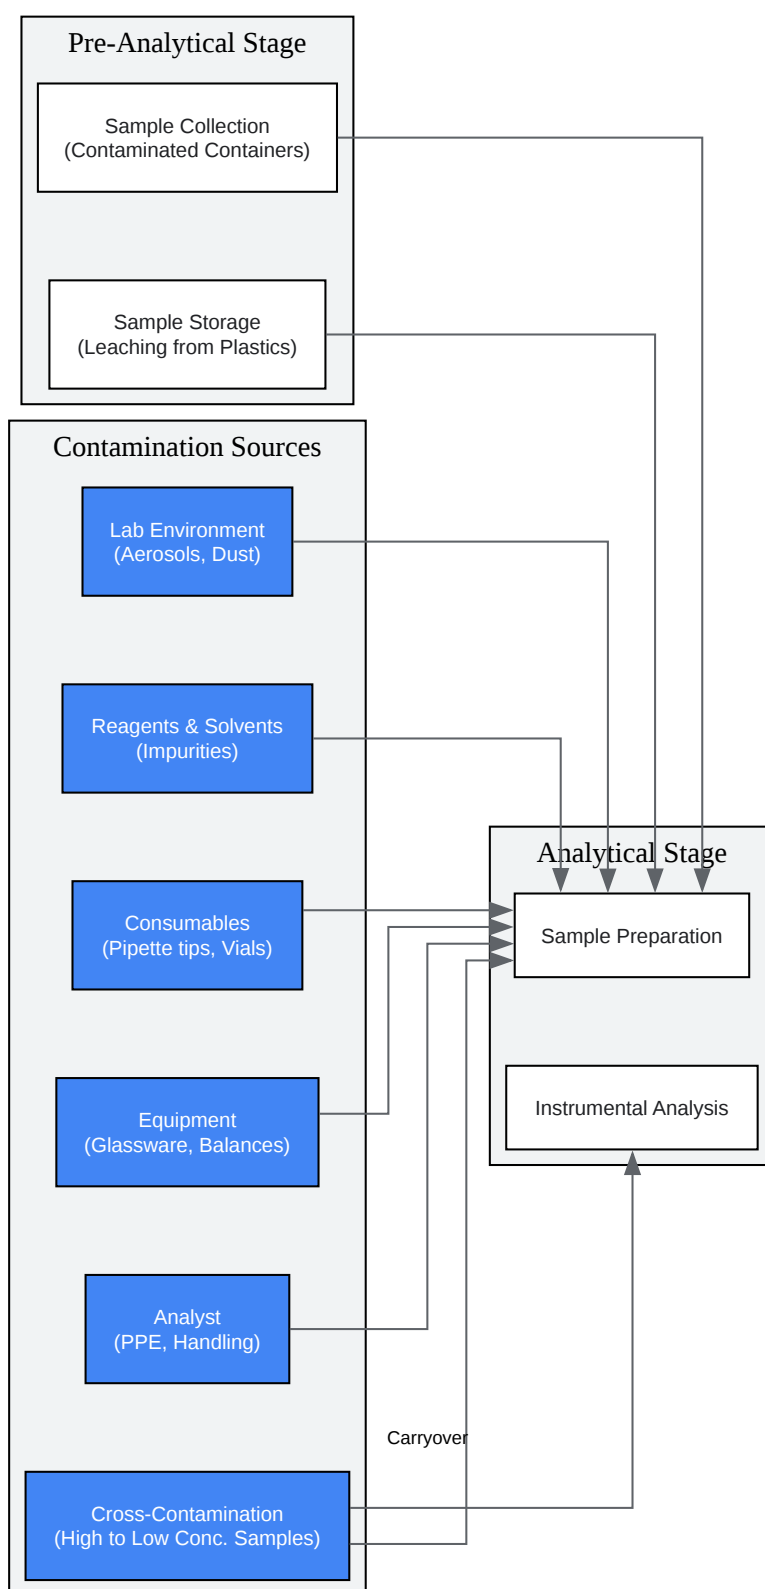 Pre-Analytical Stage
Sample Collection
(Contaminated Containers)
Sample Storage
(Leaching from Plastics)
Contamination Sources
Lab Environment
(Aerosols, Dust)
Reagents & Solvents
(Impurities)
Consumables
(Pipette tips, Vials)
Equipment
(Glassware, Balances)
Analyst
(PPE, Handling)
Cross-Contamination
(High to Low Conc. Samples)
Analytical Stage
Sample Preparation
Instrumental Analysis
Carryover